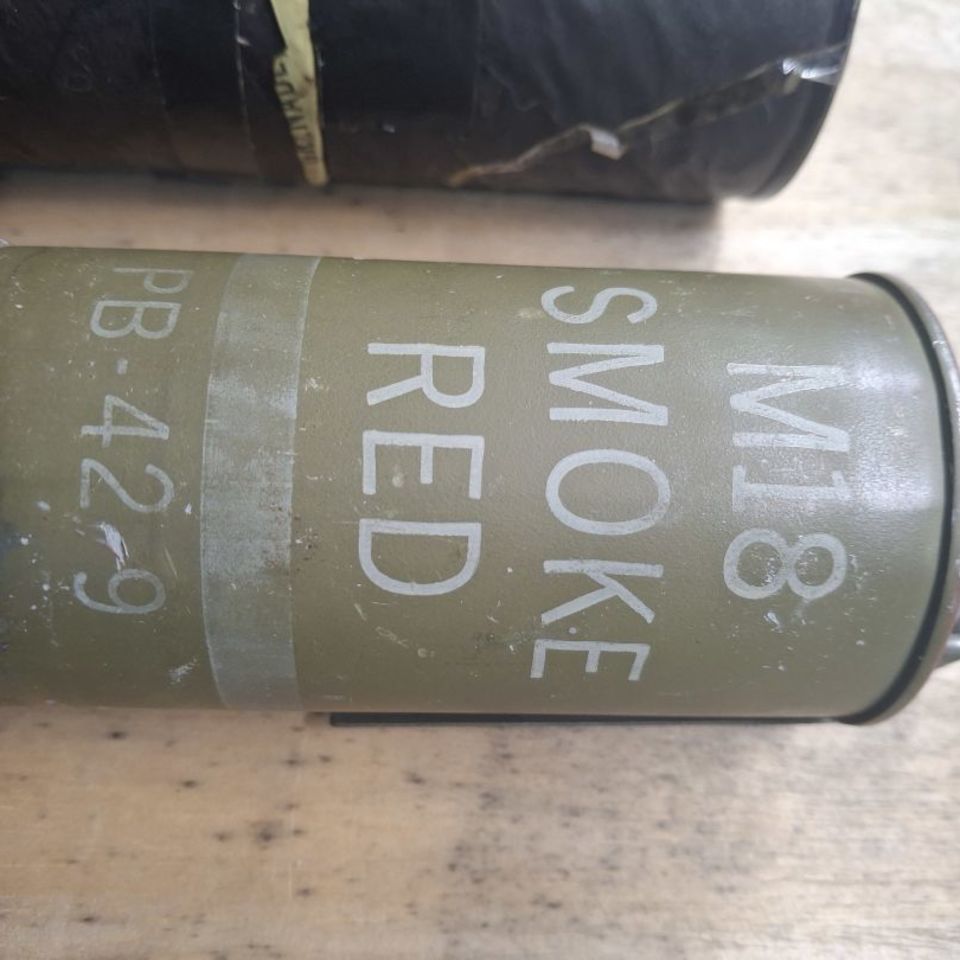 M18
SMOKE
RED
PB-42-9